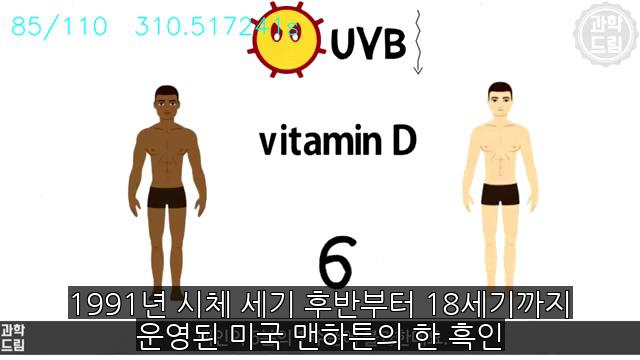 85/110 310.517241s
과학
드림
UVB
vitamin D
6
1991년 시체 세기 후반부터 18세기까지
운영된 미국 맨하튼의 한 흑인
과학
드림